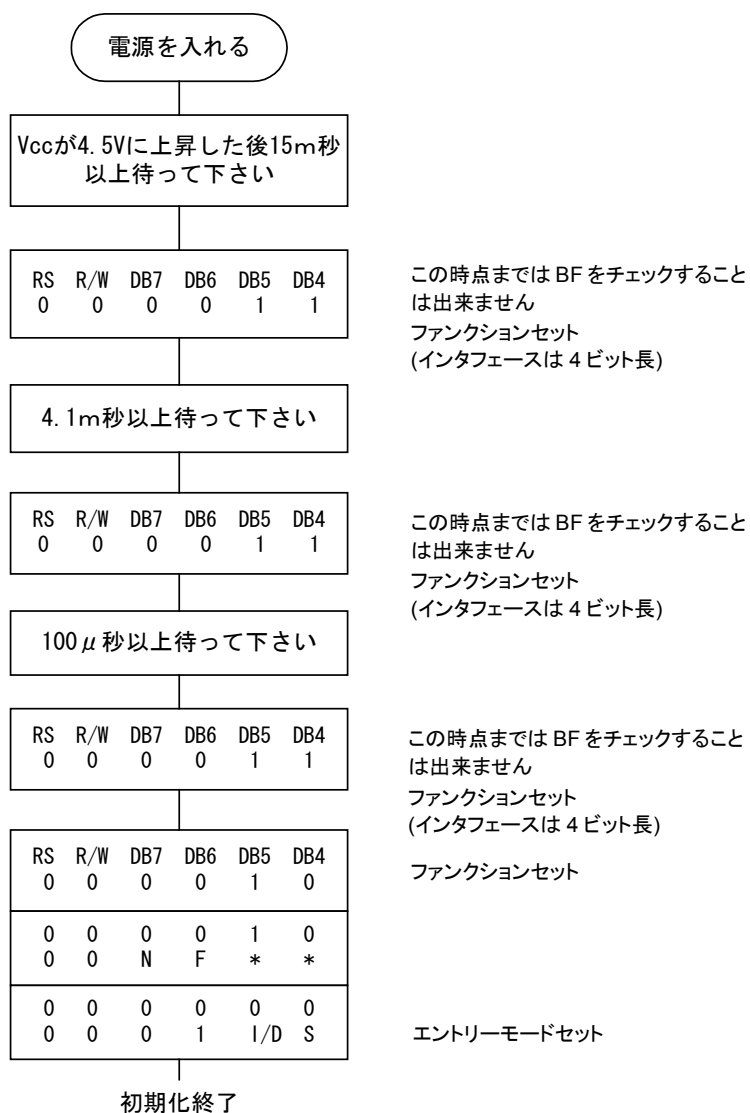 電源を入れる
Vccが4.5Vに上昇した後15ｍ秒
以上待って下さい
RS R/W DB7 DB6 DB5 DB4
0 0 0 0 1 1
この時点まではBFをチェックすること
は出来ません
ファンクションセット
(インタフェースは4ビット長)
4.1ｍ秒以上待って下さい
RS R/W DB7 DB6 DB5 DB4
0 0 0 0 1 1
この時点まではBFをチェックすること
は出来ません
ファンクションセット
(インタフェースは4ビット長)
100μ秒以上待って下さい
RS R/W DB7 DB6 DB5 DB4
0 0 0 0 1 1
この時点まではBFをチェックすること
は出来ません
ファンクションセット
(インタフェースは4ビット長)
RS R/W DB7 DB6 DB5 DB4
0 0 0 0 1 0
ファンクションセット
0 0 0 0 1 0
0 0 N F * *
0 0 0 0 0 0
0 0 0 1 I/D S
エントリーモードセット
初期化終了